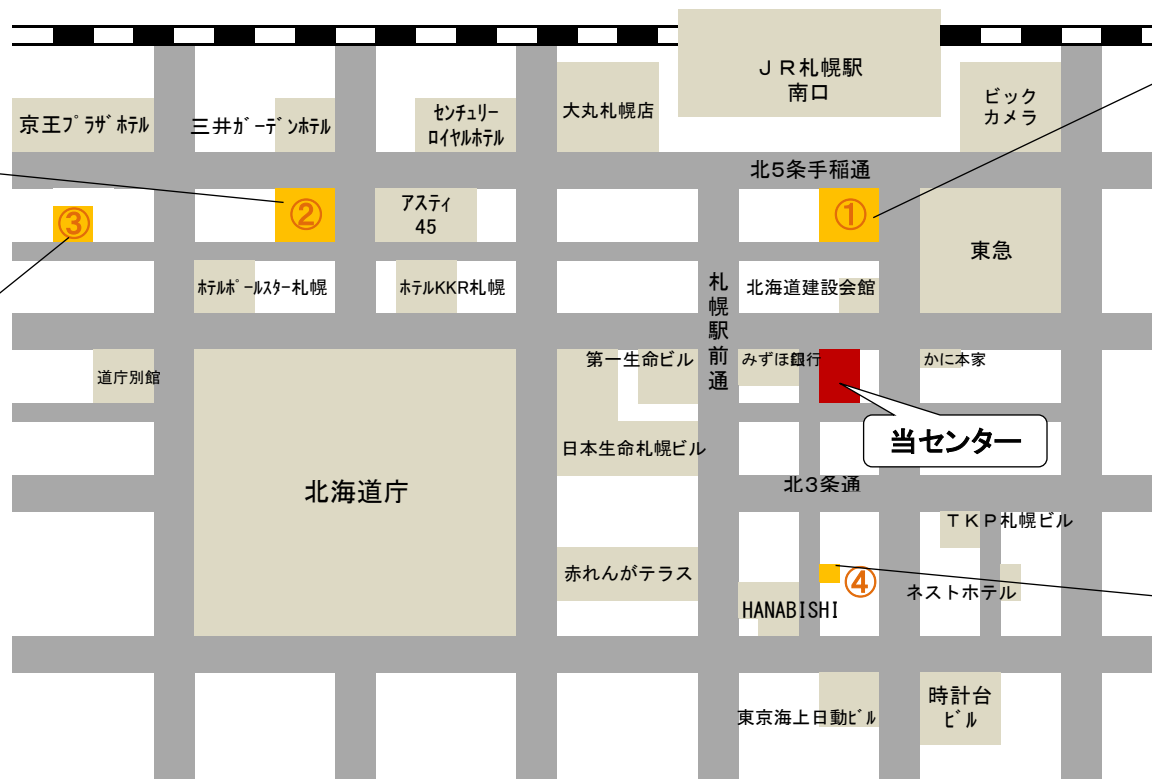 ＪＲ札幌駅
南口
ビック
カメラ
大丸札幌店
センチュリー
ロイヤルホテル
三井ガーデンホテル
京王プラザホテル
北5条手稲通
③
②
アスティ
45
①
東急
ホテルポールスター札幌
ホテルKKR札幌
札幌駅前通
北海道建設会館
道庁別館
第一生命ビル
みずほ銀行
かに本家
当センター
日本生命札幌ビル
北海道庁
北3条通
ＴＫＰ札幌ビル
赤れんがテラス
④
ネストホテル
HANABISHI
東京海上日動ビル
時計台
ビル